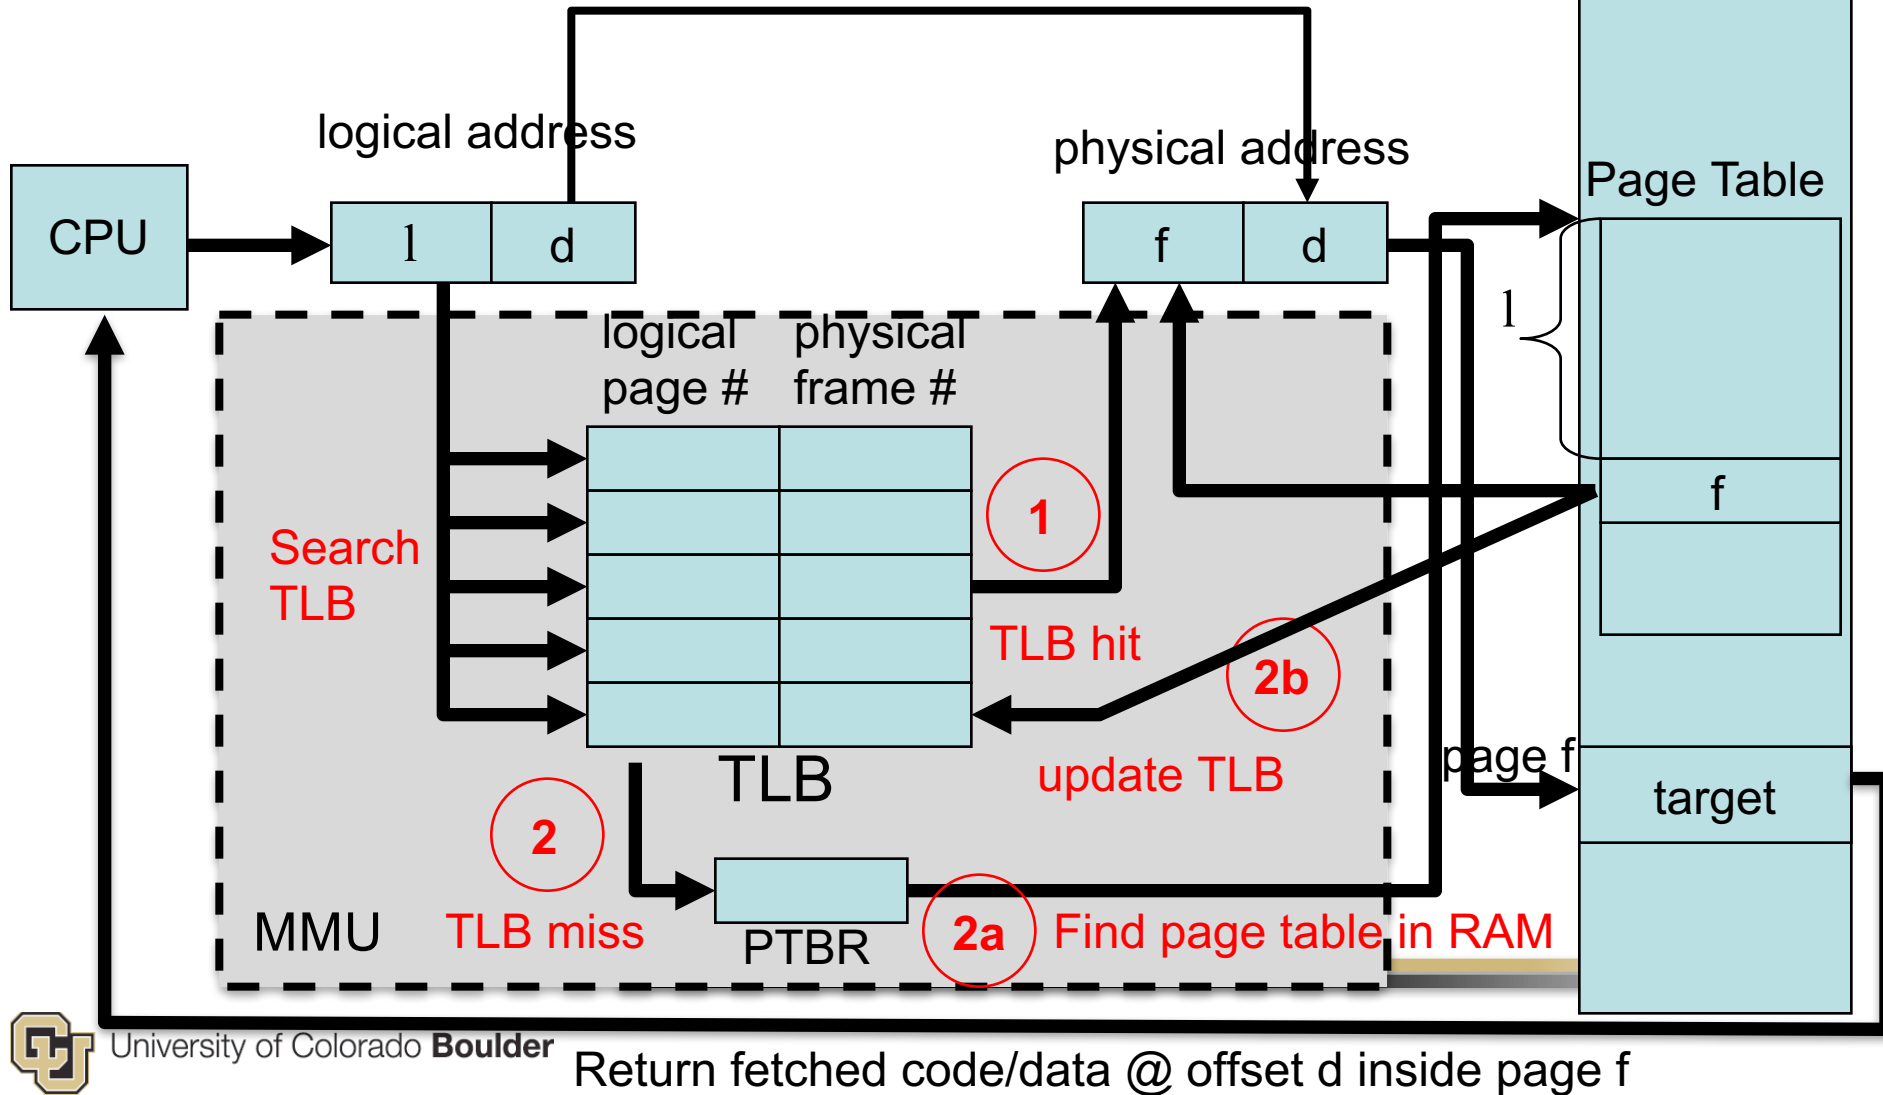 logical address
physical address
Page Table
CPU
l
d
f
d
l
logical
page #
physical
frame #
f
1
Search
TLB
TLB hit
2b
update TLB
page f
target
TLB
2
TLB miss
PTBR
2a
Find page table in RAM
MMU
University of Colorado Boulder
Return fetched code/data @ offset d inside page f